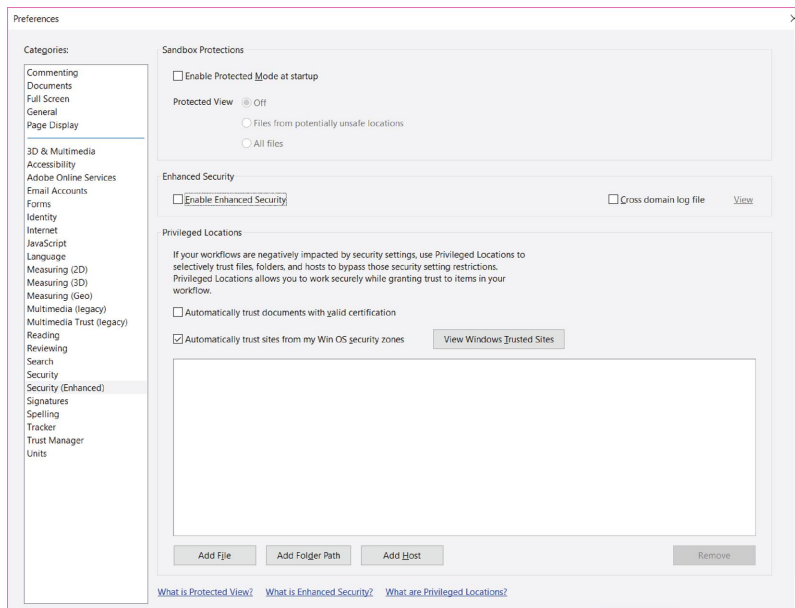 Preferences
Categories:
Commenting
Documents
Full Screen
General
Page Display
3D & Multimedia
Accessibility
Adobe Online Services
Email Accounts
Forms
Identity
Internet
JavaScript
Language
Measuring (2D)
Measuring (3D)
Measuring (Geo)
Multimedia (legacy)
Multimedia Trust (legacy)
Reading
Reviewing
Search
Security
Security (Enhanced)
Signatures
Spelling
Tracker
Trust Manager
Units
Sandbox Protections
Enable Protected Mode at startup
Protected View Off
Files from potentially unsafe locations
All files
Enhanced Security
Enable Enhanced Security Cross domain log file View
Privileged Locations
If your workflows are negatively impacted by security settings, use Privileged Locations to
selectively trust files, folders, and hosts to bypass those security setting restrictions.
Privileged Locations allows you to work securely while granting trust to items in your
workflow.
Automatically trust documents with valid certification
Automatically trust sites from my Win OS security zones View Windows Trusted Sites
Add File Add Folder Path Add Host Remove
What is Protected View? What is Enhanced Security? What are Privileged Locations?